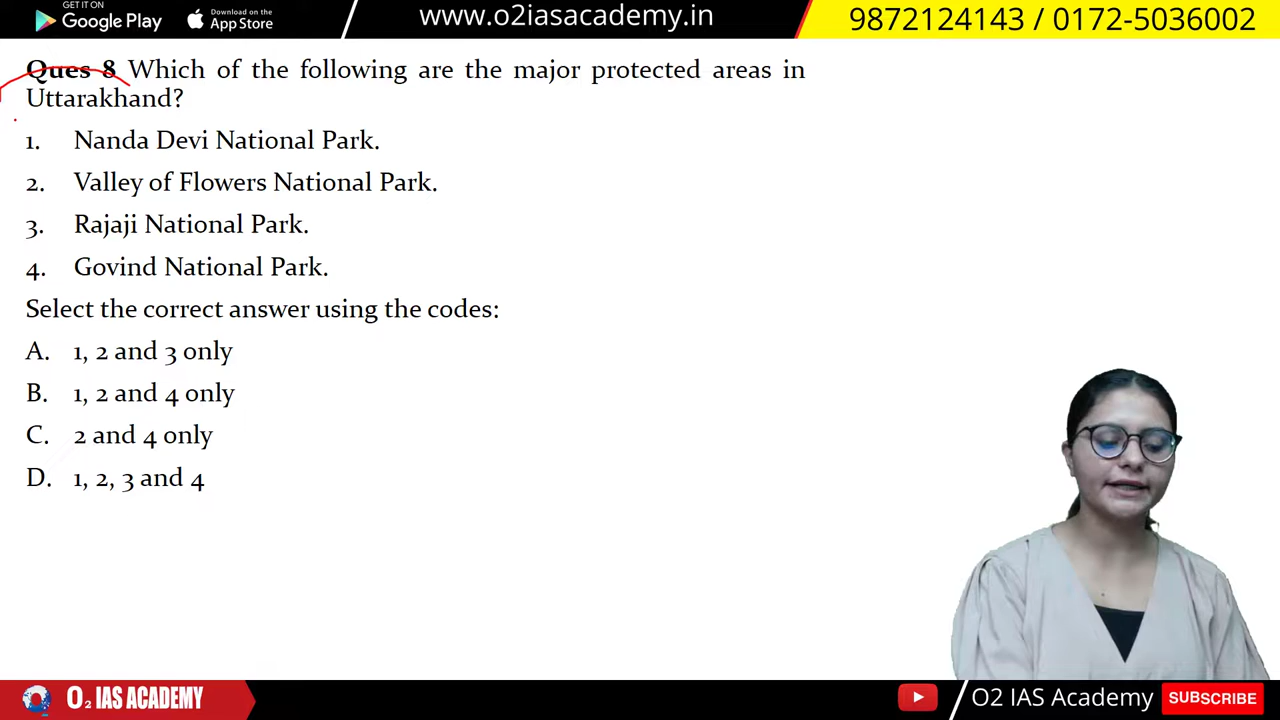 GET IT ON
Google Play
Download on the
App Store
www.o2iasacademy.in
9872124143 / 0172-5036002
Ques 8 Which of the following are the major protected areas in
Uttarakhand?
1. Nanda Devi National Park.
2. Valley of Flowers National Park.
3. Rajaji National Park.
4. Govind National Park.
Select the correct answer using the codes:
A. 1, 2 and 3 only
B. 1, 2 and 4 only
C. 2 and 4 only
D. 1, 2, 3 and 4
O2 IAS ACADEMY
O2 IAS Academy
SUBSCRIBE